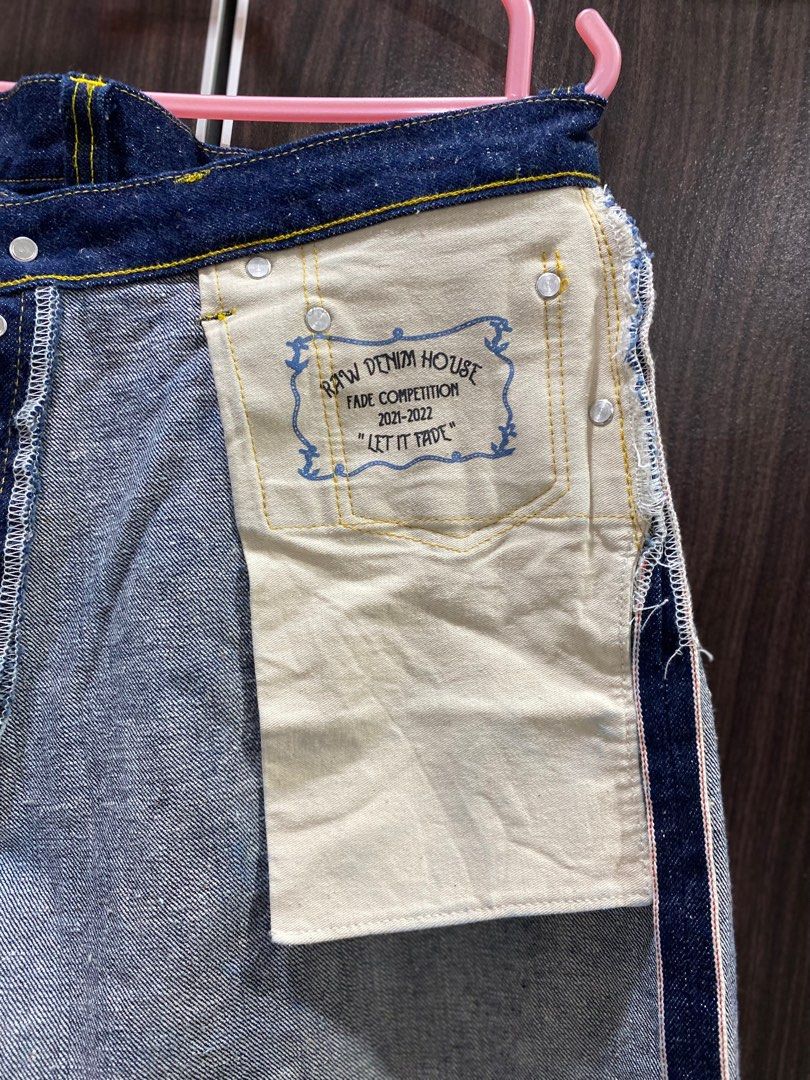 RAW DENIM HOUSE
FADE COMPETITION
2021-2022
"LET IT FADE"